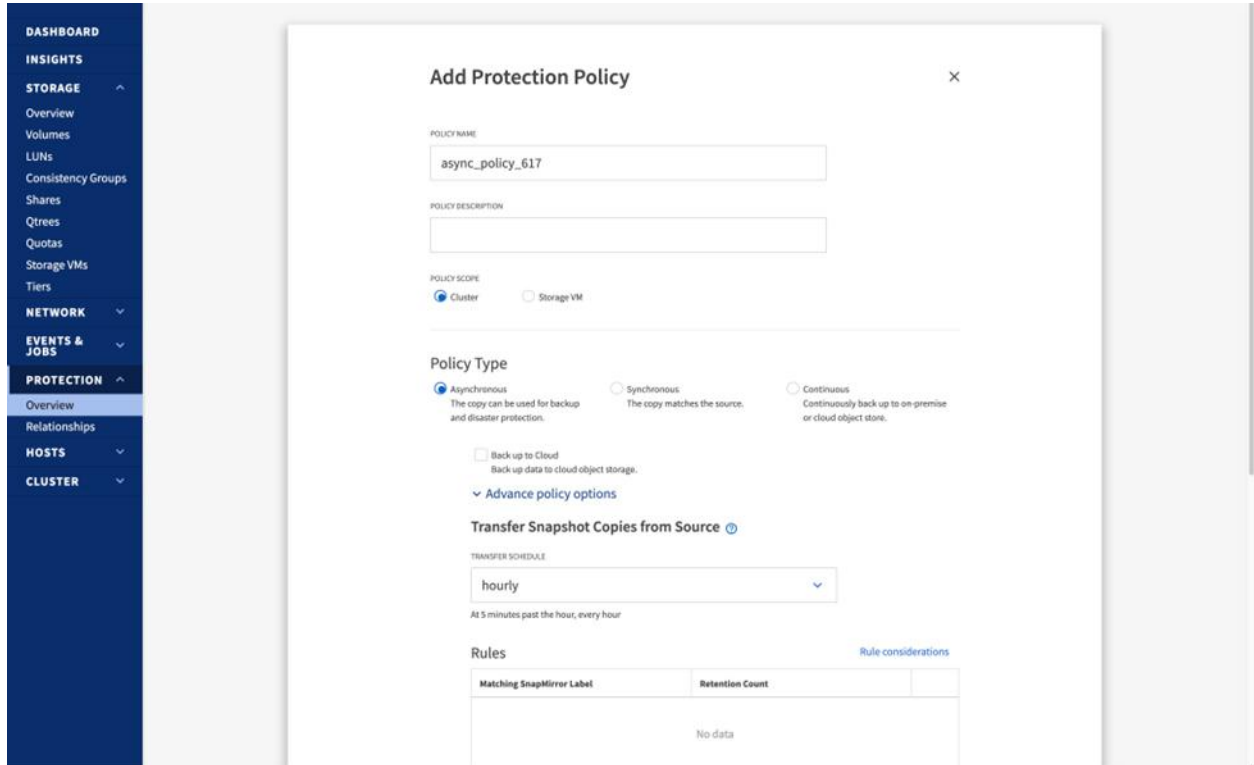 DASHBOARD
INSIGHTS
STORAGE
Overview
Volumes
LUNs
Consistency Groups
Shares
Qtrees
Quotas
Storage VMs
Tiers
NETWORK
EVENTS &
JOBS
PROTECTION
Overview
Relationships
HOSTS
CLUSTER
Add Protection Policy
POLICY NAME
async_policy_617
POLICY DESCRIPTION
POLICY SCOPE
Cluster Storage VM
Policy Type
Asynchronous
The copy can be used for backup
and disaster protection.
Synchronous
The copy matches the source.
Continuous
Continuously back up to on-premise
or cloud object store.
Back up to Cloud
Back up data to cloud object storage.
Advance policy options
Transfer Snapshot Copies from Source ?
TRANSFER SCHEDULE
hourly
At 5 minutes past the hour, every hour
Rules Rule considerations
Matching SnapMirror Label Retention Count
No data